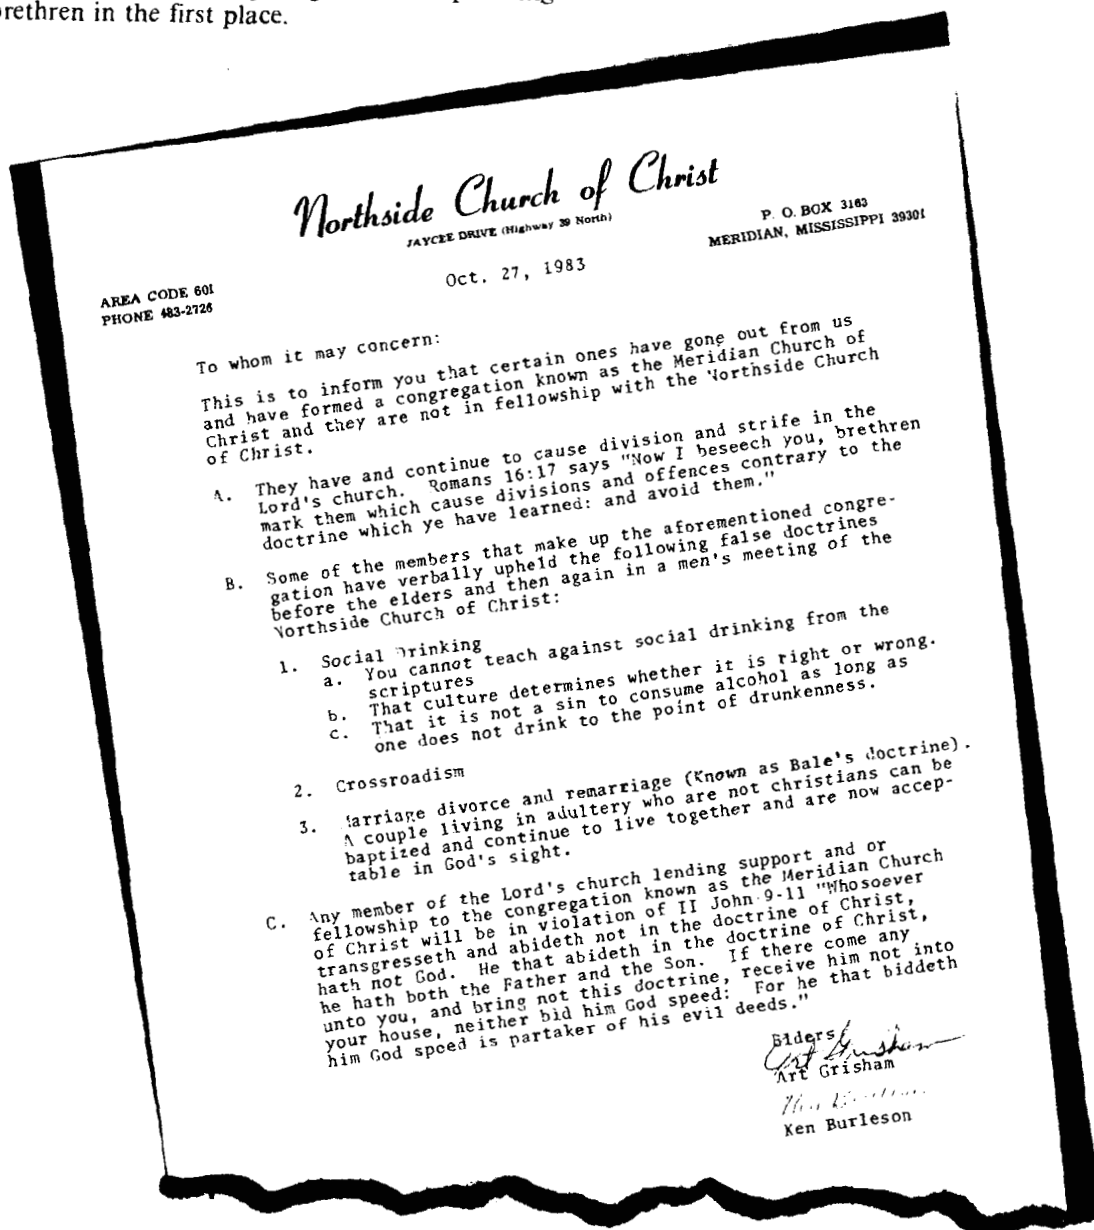 brethren in the first place.
Northside Church of Christ
JAYCEE DRIVE (Highway 39 North)
P. O. BOX 3163
MERIDIAN, MISSISSIPPI 39301
Oct. 27, 1983
AREA CODE 601
PHONE 483-2726
To whom it may concern:
This is to inform you that certain ones have gone out from us
and have formed a congregation known as the Meridian Church of
Christ and they are not in fellowship with the Northside Church
of Christ.
A. They have and continue to cause division and strife in the
Lord's church. Romans 16:17 says "Now I beseech you, brethren
mark them which cause divisions and offences contrary to the
doctrine which ye have learned: and avoid them."
B. Some of the members that make up the aforementioned congre-
gation have verbally upheld the following false doctrines
before the elders and then again in a men's meeting of the
Northside Church of Christ:
1. Social Drinking
a. You cannot teach against social drinking from the
scriptures
b. That culture determines whether it is right or wrong.
c. That it is not a sin to consume alcohol as long as
one does not drink to the point of drunkenness.
2. Crossroadism
3. Marriage divorce and remarriage (Known as Bale's doctrine).
A couple living in adultery who are not christians can be
baptized and continue to live together and are now accep-
table in God's sight.
C. Any member of the Lord's church lending support and or
fellowship to the congregation known as the Meridian Church
of Christ will be in violation of II John 9-11 "Whosoever
transgresseth and abideth not in the doctrine of Christ,
hath not God. He that abideth in the doctrine of Christ,
he hath both the Father and the Son. If there come any
unto you, and bring not this doctrine, receive him not into
your house, neither bid him God speed: For he that biddeth
him God speed is partaker of his evil deeds."
Elders
Art Grisham
Art Grisham
Ken Burleson